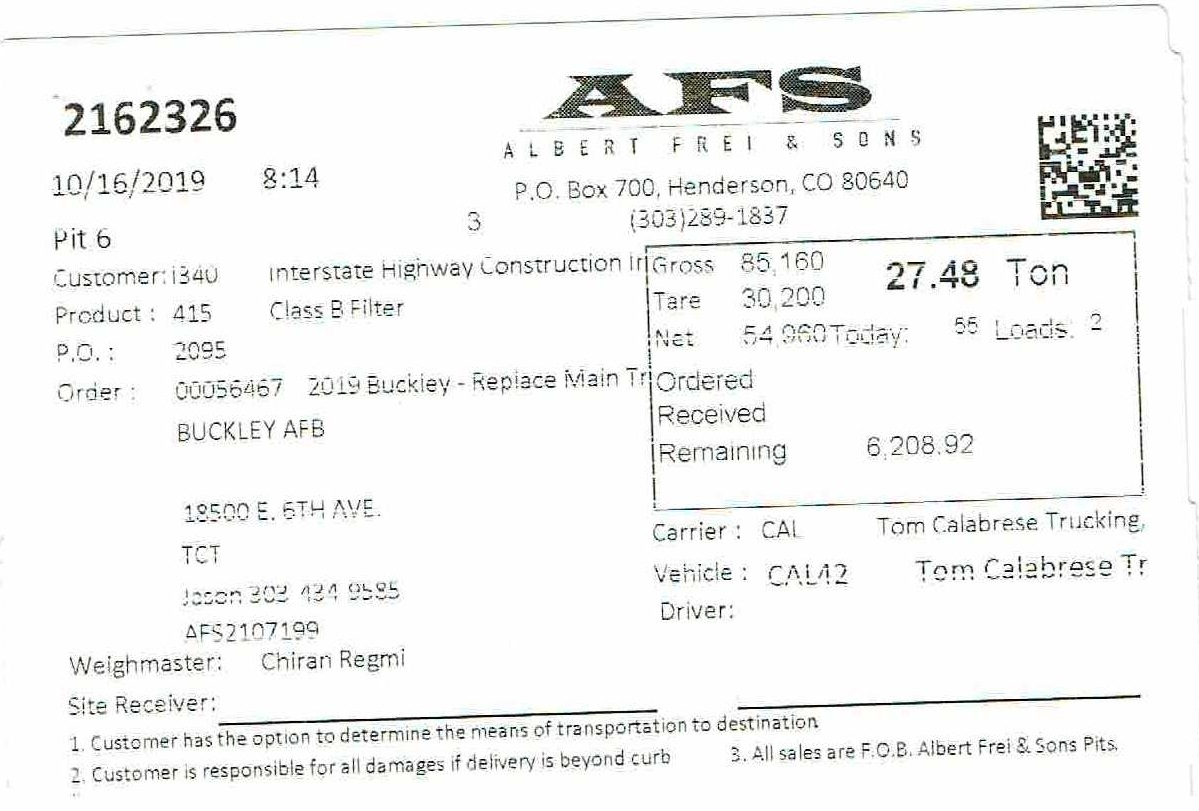 2162326
AFS
ALBERT FREI & SONS
10/16/2019 8:14
P.O. Box 700, Henderson, CO 80640
3 (303)289-1837
Pit 6
Customer: i340 Interstate Highway Construction In
Gross 85,160 27.48 Ton
Product : 415 Class B Filter
Tare 30,200
P.O. : 2095
Net 54,960 Today: 55 Loads: 2
Order : 00056467 2019 Buckley - Replace Main Tr
Ordered
BUCKLEY AFB
Received
Remaining 6,208.92
18500 E. 6TH AVE.
Carrier : CAL Tom Calabrese Trucking,
TCT
Vehicle : CAL42 Tom Calabrese Tr
Jason 303 434 9585
Driver:
AFS2107199
Weighmaster: Chiran Regmi
Site Receiver:
1. Customer has the option to determine the means of transportation to destination
2. Customer is responsible for all damages if delivery is beyond curb 3. All sales are F.O.B. Albert Frei & Sons Pits.